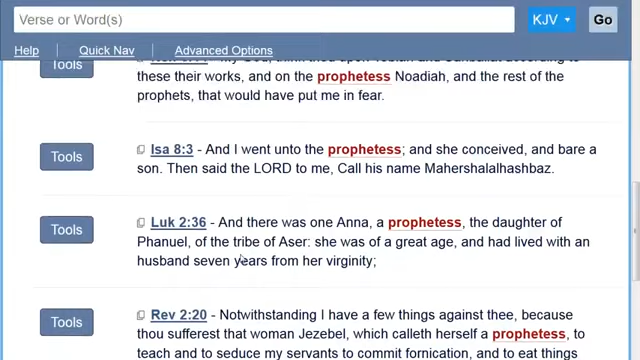 Verse or Word(s)
KJV
Go
Help
Quick Nav
Advanced Options
Tools
these their works, and on the prophetess Noadiah, and the rest of the
prophets, that would have put me in fear.
Tools
Isa 8:3 - And I went unto the prophetess; and she conceived, and bare a
son. Then said the LORD to me, Call his name Mahershalalhashbaz.
Tools
Luk 2:36 - And there was one Anna, a prophetess, the daughter of
Phanuel, of the tribe of Aser: she was of a great age, and had lived with an
husband seven years from her virginity;
Tools
Rev 2:20 - Notwithstanding I have a few things against thee, because
thou sufferest that woman Jezebel, which calleth herself a prophetess, to
teach and to seduce my servants to commit fornication, and to eat things